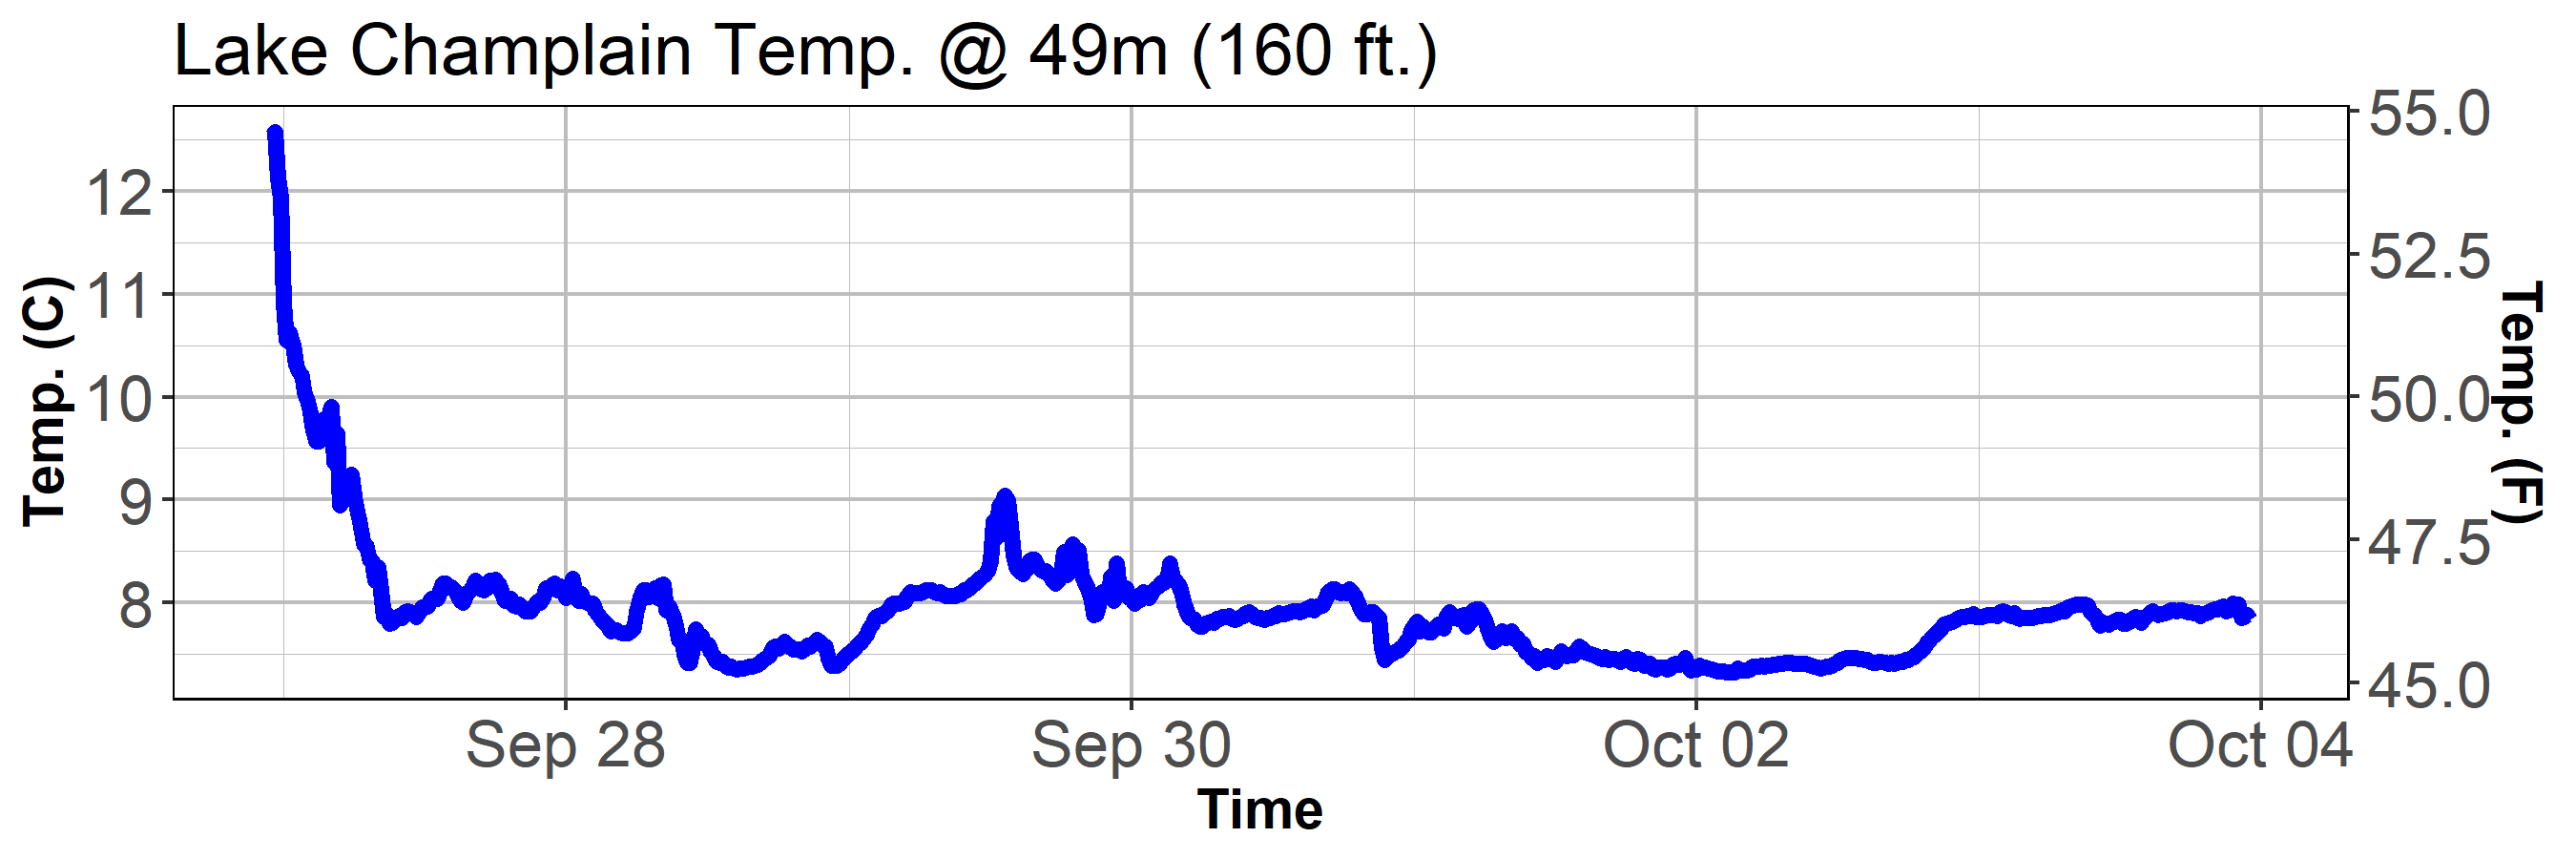 Lake Champlain Temp. @ 49m (160 ft.)
Temp. (C)
12
11
10
9
8
55.0
52.5
50.0
47.5
45.0
Temp. (F)
Sep 28
Sep 30
Oct 02
Oct 04
Time